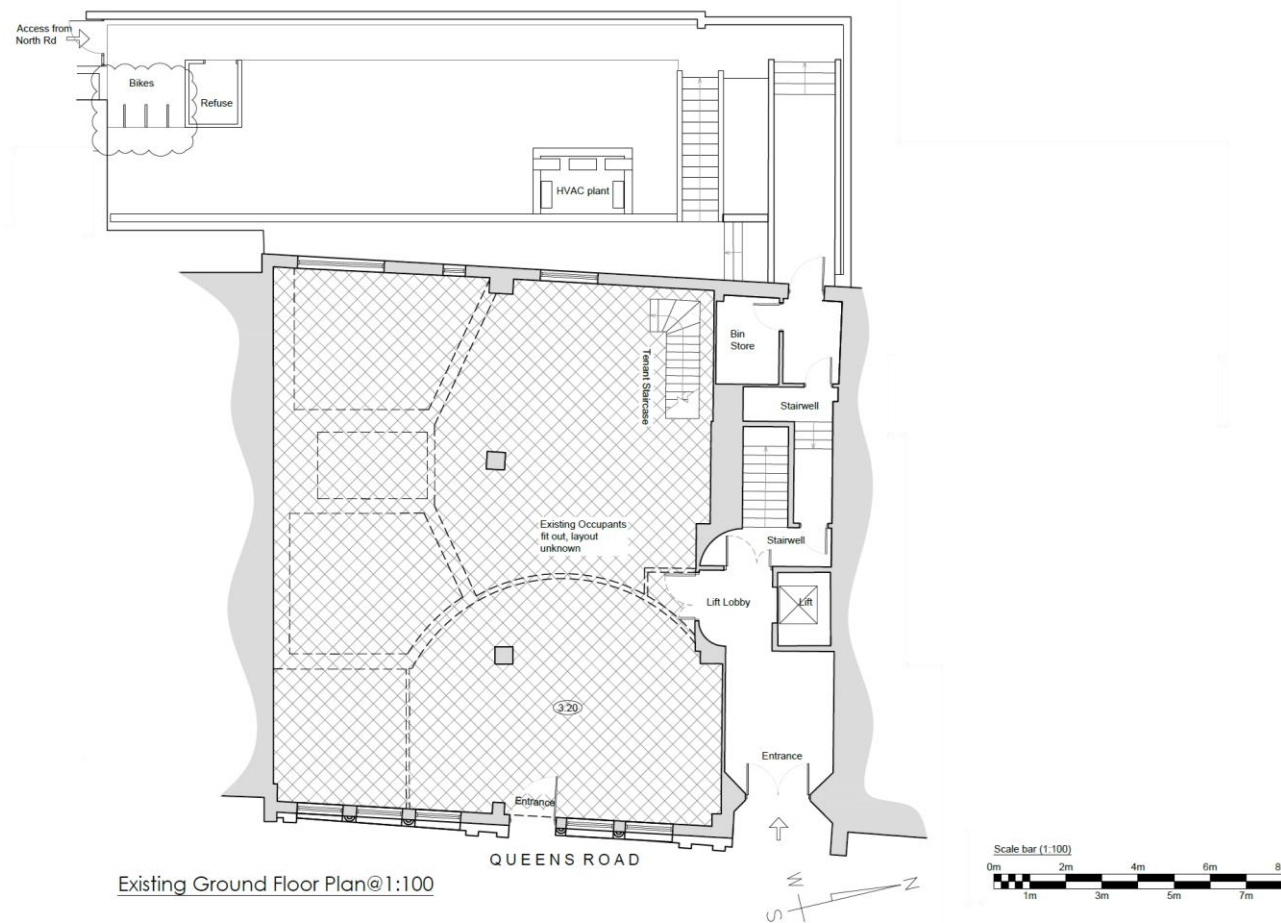 Access from
North Rd
Bikes
Refuse
HVAC plant
Bin
Store
Tenant Staircase
Stairwell
Existing Occupants
fit out, layout
unknown
Stairwell
Lift Lobby
Lift
3.20
Entrance
Entrance
QUEENS ROAD
Existing Ground Floor Plan@1:100
W
N
S
Scale bar (1:100)
0m 2m 4m 6m 8
1m 3m 5m 7m